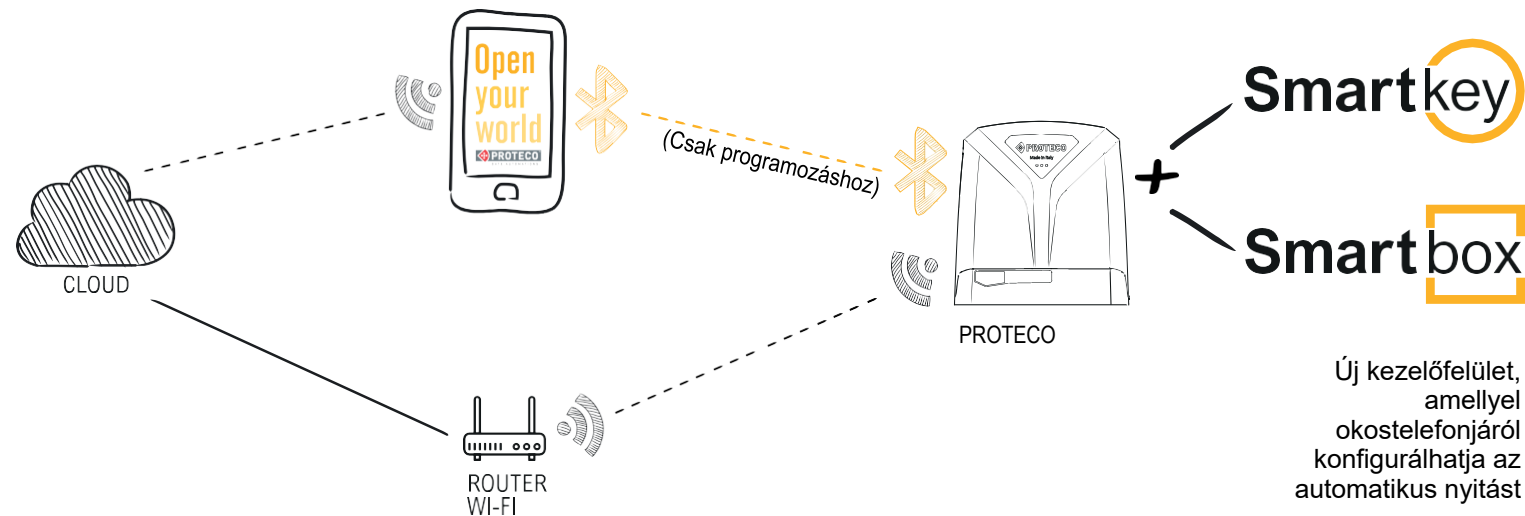 Open
your
world
PROTECO
(Csak programozáshoz)
PROTECO
Made in Italy
Smartkey
Smartbox
CLOUD
PROTECO
ROUTER
WI-FI
Új kezelőfelület,
amellyel
okostelefonjáról
konfigurálhatja az
automatikus nyitást